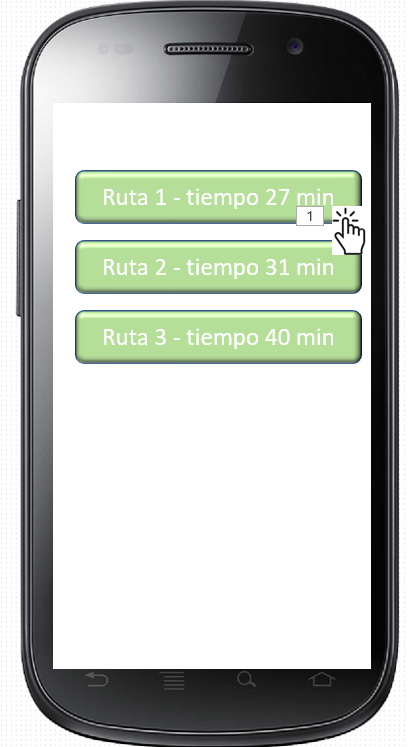 Ruta 1 - tiempo 27 min
1
Ruta 2 - tiempo 31 min
Ruta 3 - tiempo 40 min